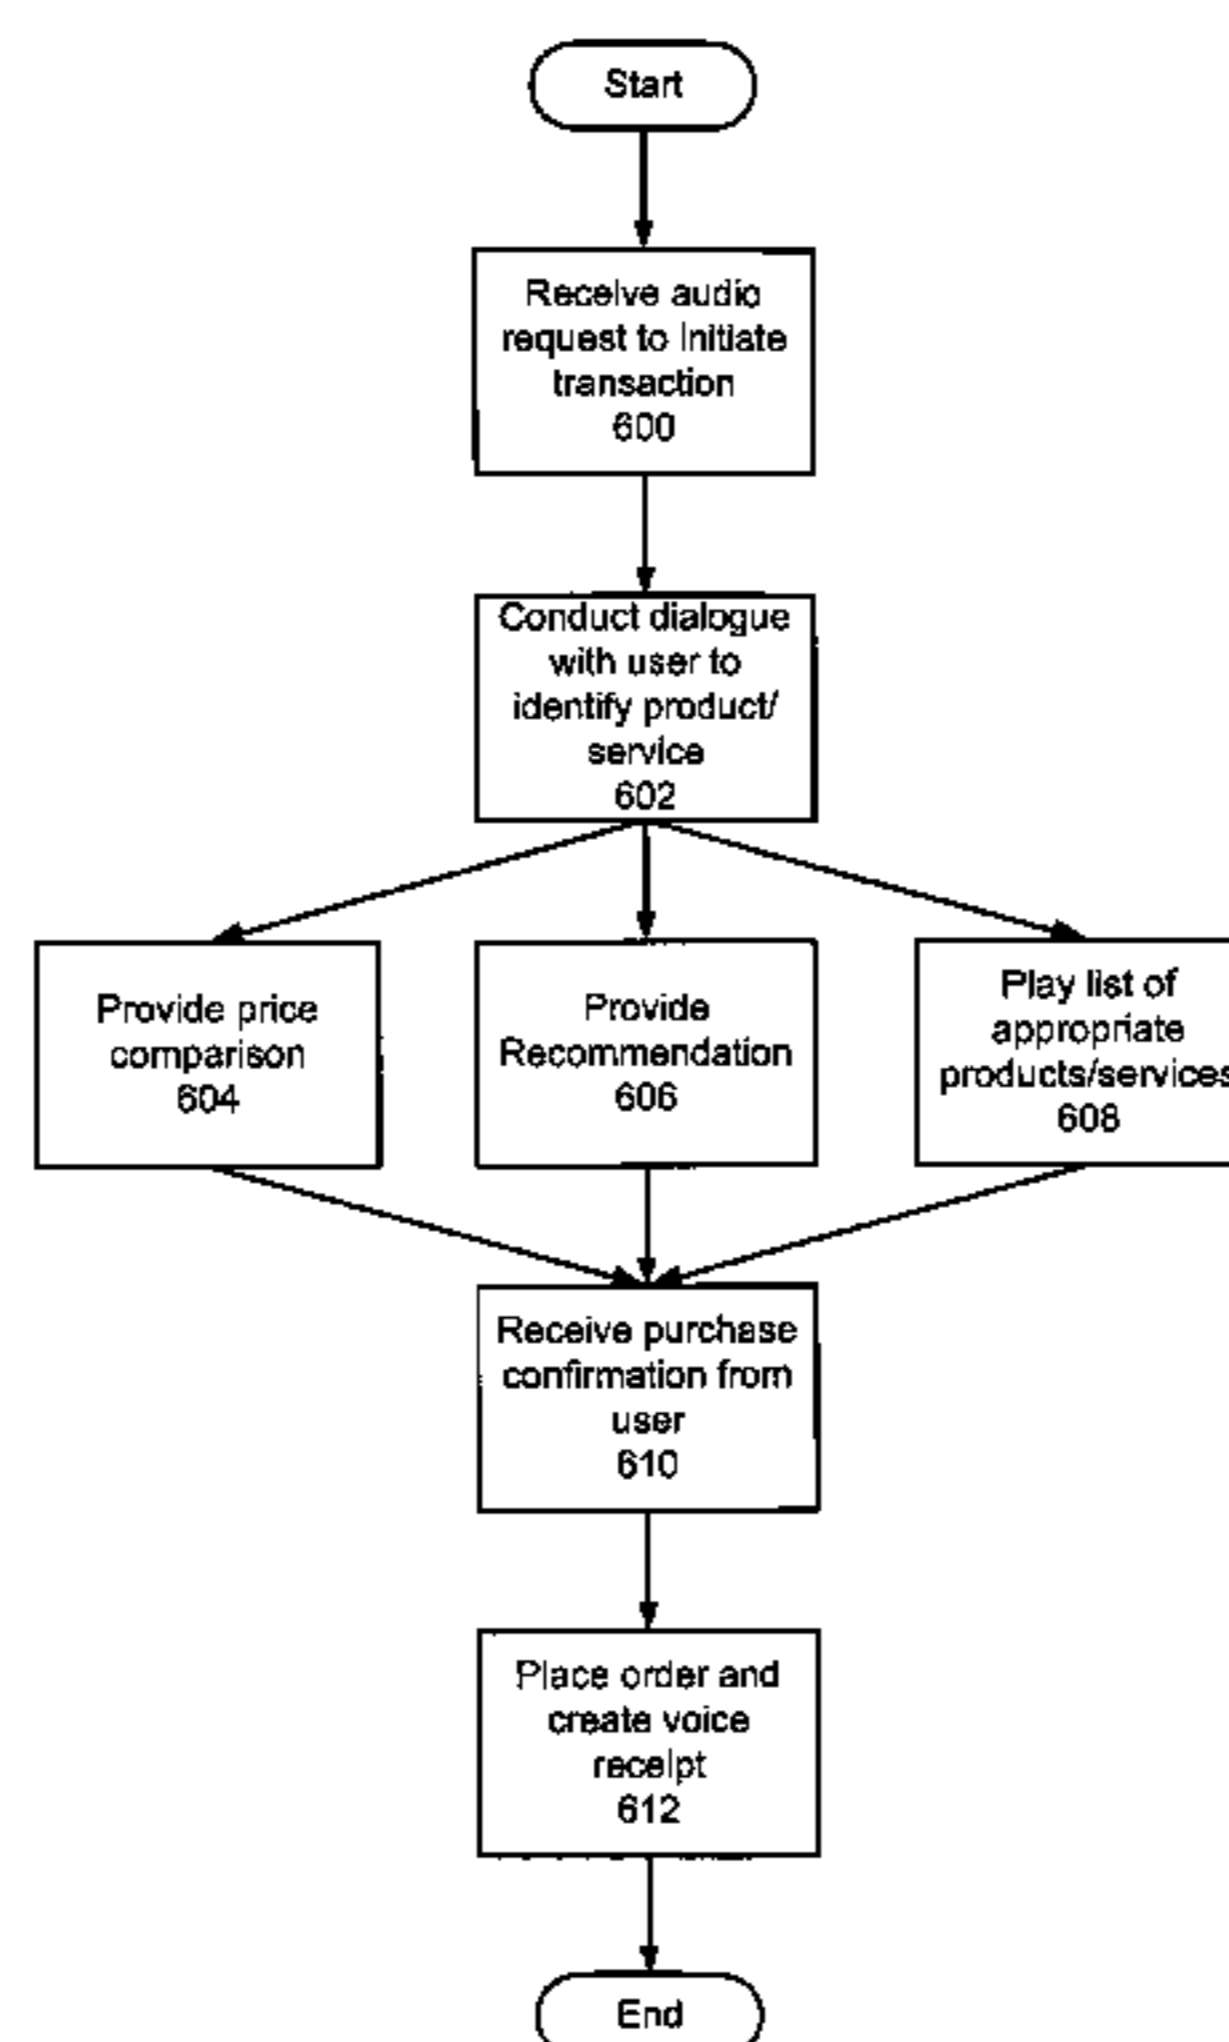 Start
Receive audio
request to initiate
transaction
600
Conduct dialogue
with user to
identify product/
service
602
Provide price
comparison
604
Provide
Recommendation
606
Play list of
appropriate
products/services
608
Receive purchase
confirmation from
user
610
Place order and
create voice
receipt
612
End